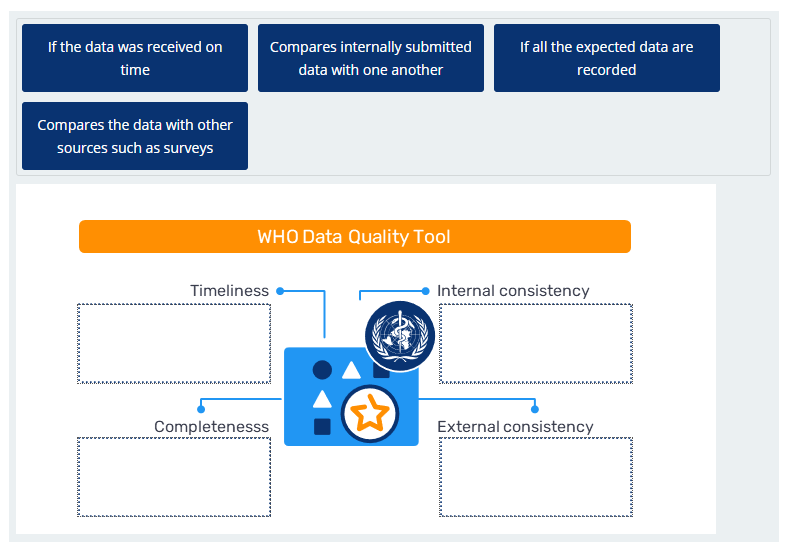 If the data was received on
time
Compares internally submitted
data with one another
If all the expected data are
recorded
Compares the data with other
sources such as surveys
WHO Data Quality Tool
Timeliness
Internal consistency
Completenesss
External consistency